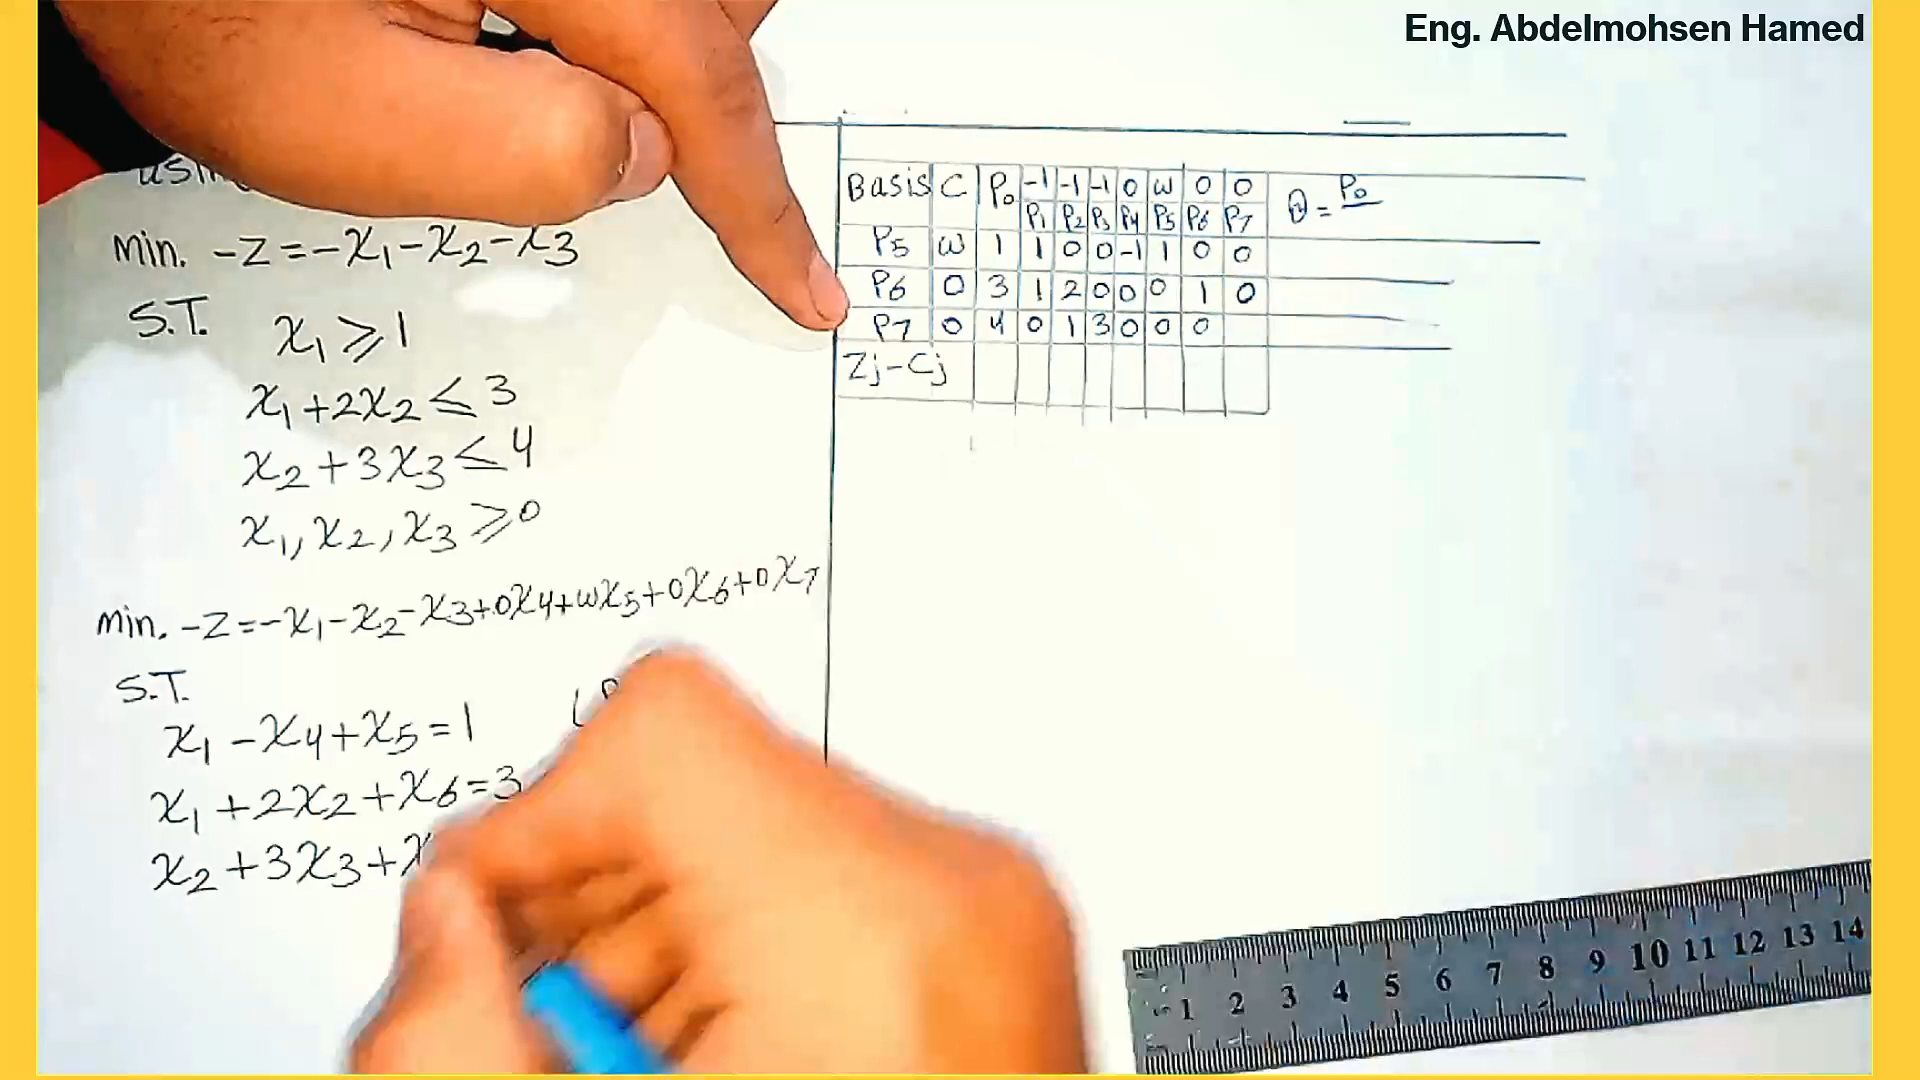 Eng. Abdelmohsen Hamed
min. -Z = -x₁ - x₂ - x₃
S.T.
x₁ ≥ 1
x₁ + 2x₂ ≤ 3
x₂ + 3x₃ ≤ 4
x₁, x₂, x₃ ≥ 0
min. -Z = -x₁ - x₂ - x₃ + 0x₄ + wx₅ + 0x₆ + 0x₇
S.T.
x₁ - x₄ + x₅ = 1
x₁ + 2x₂ + x₆ = 3
x₂ + 3x₃ + x
Basis C P₀ -1 -1 -1 0 w 0 0 θ = P₀
P₁ P₂ P₃ P₄ P₅ P₆ P₇
P5 w 1 1 0 0 -1 1 0 0
P6 0 3 1 2 0 0 0 1 0
P7 0 4 0 1 3 0 0 0
Zj - Cj
1 2 3 4 5 6 7 8 9 10 11 12 13 14